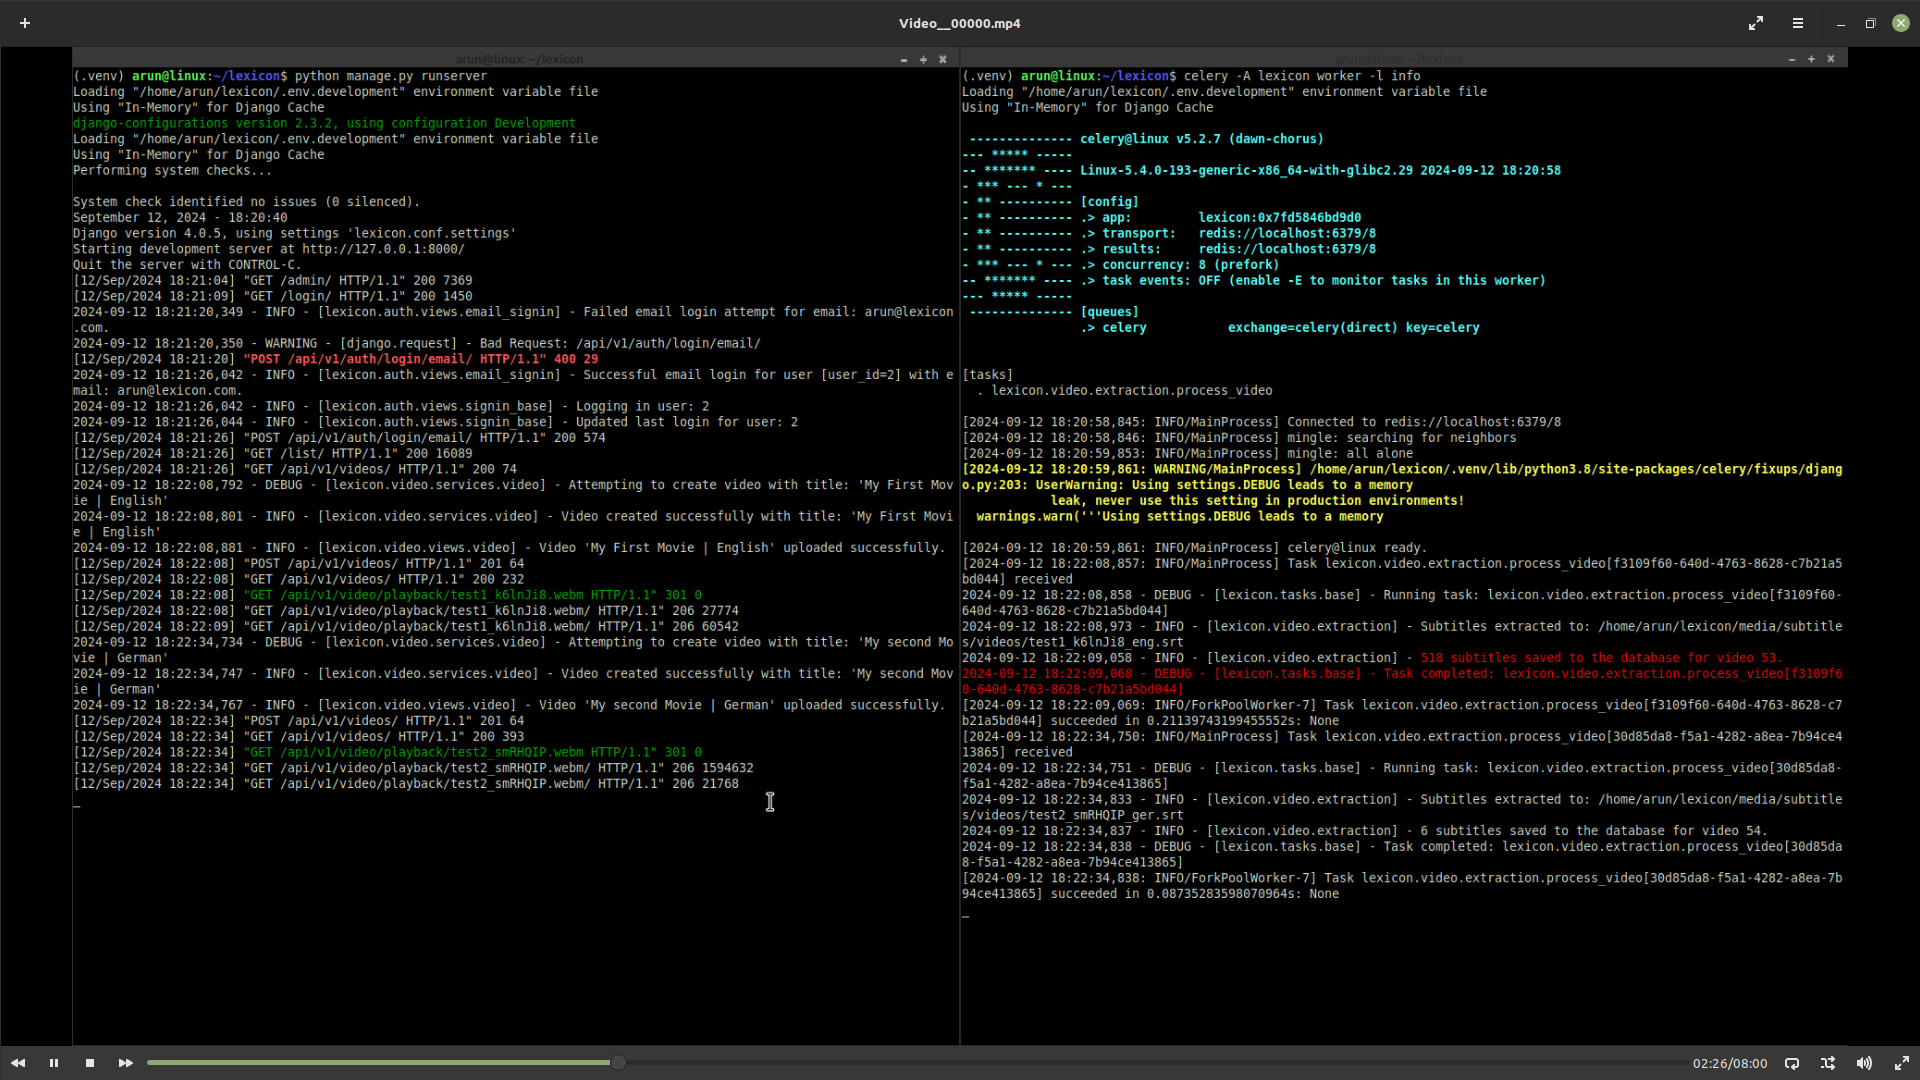 Video__00000.mp4
arun@linux: ~/lexicon
(.venv) arun@linux:~/lexicon$ python manage.py runserver
Loading "/home/arun/lexicon/.env.development" environment variable file
Using "In-Memory" for Django Cache
django-configurations version 2.3.2, using configuration Development
Loading "/home/arun/lexicon/.env.development" environment variable file
Using "In-Memory" for Django Cache
Performing system checks...
System check identified no issues (0 silenced).
September 12, 2024 - 18:20:40
Django version 4.0.5, using settings 'lexicon.conf.settings'
Starting development server at http://127.0.0.1:8000/
Quit the server with CONTROL-C.
[12/Sep/2024 18:21:04] "GET /admin/ HTTP/1.1" 200 7369
[12/Sep/2024 18:21:09] "GET /login/ HTTP/1.1" 200 1450
2024-09-12 18:21:20,349 - INFO - [lexicon.auth.views.email_signin] - Failed email login attempt for email: arun@lexicon
.com.
2024-09-12 18:21:20,350 - WARNING - [django.request] - Bad Request: /api/v1/auth/login/email/
[12/Sep/2024 18:21:20] "POST /api/v1/auth/login/email/ HTTP/1.1" 400 29
2024-09-12 18:21:26,042 - INFO - [lexicon.auth.views.email_signin] - Successful email login for user [user_id=2] with e
mail: arun@lexicon.com.
2024-09-12 18:21:26,042 - INFO - [lexicon.auth.views.signin_base] - Logging in user: 2
2024-09-12 18:21:26,044 - INFO - [lexicon.auth.views.signin_base] - Updated last login for user: 2
[12/Sep/2024 18:21:26] "POST /api/v1/auth/login/email/ HTTP/1.1" 200 574
[12/Sep/2024 18:21:26] "GET /list/ HTTP/1.1" 200 16089
[12/Sep/2024 18:21:26] "GET /api/v1/videos/ HTTP/1.1" 200 74
2024-09-12 18:22:08,792 - DEBUG - [lexicon.video.services.video] - Attempting to create video with title: 'My First Mov
ie | English'
2024-09-12 18:22:08,801 - INFO - [lexicon.video.services.video] - Video created successfully with title: 'My First Movi
e | English'
2024-09-12 18:22:08,881 - INFO - [lexicon.video.views.video] - Video 'My First Movie | English' uploaded successfully.
[12/Sep/2024 18:22:08] "POST /api/v1/videos/ HTTP/1.1" 201 64
[12/Sep/2024 18:22:08] "GET /api/v1/videos/ HTTP/1.1" 200 232
[12/Sep/2024 18:22:08] "GET /api/v1/video/playback/test1_k6lnJi8.webm HTTP/1.1" 301 0
[12/Sep/2024 18:22:08] "GET /api/v1/video/playback/test1_k6lnJi8.webm/ HTTP/1.1" 206 27774
[12/Sep/2024 18:22:09] "GET /api/v1/video/playback/test1_k6lnJi8.webm/ HTTP/1.1" 206 60542
2024-09-12 18:22:34,734 - DEBUG - [lexicon.video.services.video] - Attempting to create video with title: 'My second Mo
vie | German'
2024-09-12 18:22:34,747 - INFO - [lexicon.video.services.video] - Video created successfully with title: 'My second Mov
ie | German'
2024-09-12 18:22:34,767 - INFO - [lexicon.video.views.video] - Video 'My second Movie | German' uploaded successfully.
[12/Sep/2024 18:22:34] "POST /api/v1/videos/ HTTP/1.1" 201 64
[12/Sep/2024 18:22:34] "GET /api/v1/videos/ HTTP/1.1" 200 393
[12/Sep/2024 18:22:34] "GET /api/v1/video/playback/test2_smRHQIP.webm HTTP/1.1" 301 0
[12/Sep/2024 18:22:34] "GET /api/v1/video/playback/test2_smRHQIP.webm/ HTTP/1.1" 206 1594632
[12/Sep/2024 18:22:34] "GET /api/v1/video/playback/test2_smRHQIP.webm/ HTTP/1.1" 206 21768
arun@linux: ~/lexicon
(.venv) arun@linux:~/lexicon$ celery -A lexicon worker -l info
Loading "/home/arun/lexicon/.env.development" environment variable file
Using "In-Memory" for Django Cache
-------------- celery@linux v5.2.7 (dawn-chorus)
--- ***** -----
-- ******* ---- Linux-5.4.0-193-generic-x86_64-with-glibc2.29 2024-09-12 18:20:58
- *** --- * ---
- ** ---------- [config]
- ** ---------- .> app:         lexicon:0x7fd5846bd9d0
- ** ---------- .> transport:   redis://localhost:6379/8
- ** ---------- .> results:     redis://localhost:6379/8
- *** --- * --- .> concurrency: 8 (prefork)
-- ******* ---- .> task events: OFF (enable -E to monitor tasks in this worker)
--- ***** -----
-------------- [queues]
.> celery           exchange=celery(direct) key=celery
[tasks]
. lexicon.video.extraction.process_video
[2024-09-12 18:20:58,845: INFO/MainProcess] Connected to redis://localhost:6379/8
[2024-09-12 18:20:58,846: INFO/MainProcess] mingle: searching for neighbors
[2024-09-12 18:20:59,853: INFO/MainProcess] mingle: all alone
[2024-09-12 18:20:59,861: WARNING/MainProcess] /home/arun/lexicon/.venv/lib/python3.8/site-packages/celery/fixups/djang
o.py:203: UserWarning: Using settings.DEBUG leads to a memory
leak, never use this setting in production environments!
warnings.warn('''Using settings.DEBUG leads to a memory
[2024-09-12 18:20:59,861: INFO/MainProcess] celery@linux ready.
[2024-09-12 18:22:08,857: INFO/MainProcess] Task lexicon.video.extraction.process_video[f3109f60-640d-4763-8628-c7b21a5
bd044] received
2024-09-12 18:22:08,858 - DEBUG - [lexicon.tasks.base] - Running task: lexicon.video.extraction.process_video[f3109f60-
640d-4763-8628-c7b21a5bd044]
2024-09-12 18:22:08,973 - INFO - [lexicon.video.extraction] - Subtitles extracted to: /home/arun/lexicon/media/subtitle
s/videos/test1_k6lnJi8_eng.srt
2024-09-12 18:22:09,058 - INFO - [lexicon.video.extraction] - 518 subtitles saved to the database for video 53.
2024-09-12 18:22:09,068 - DEBUG - [lexicon.tasks.base] - Task completed: lexicon.video.extraction.process_video[f3109f6
0-640d-4763-8628-c7b21a5bd044]
[2024-09-12 18:22:09,069: INFO/ForkPoolWorker-7] Task lexicon.video.extraction.process_video[f3109f60-640d-4763-8628-c7
b21a5bd044] succeeded in 0.2113974319945552s: None
[2024-09-12 18:22:34,750: INFO/MainProcess] Task lexicon.video.extraction.process_video[30d85da8-f5a1-4282-a8ea-7b94ce4
13865] received
2024-09-12 18:22:34,751 - DEBUG - [lexicon.tasks.base] - Running task: lexicon.video.extraction.process_video[30d85da8-
f5a1-4282-a8ea-7b94ce413865]
2024-09-12 18:22:34,833 - INFO - [lexicon.video.extraction] - Subtitles extracted to: /home/arun/lexicon/media/subtitle
s/videos/test2_smRHQIP_ger.srt
2024-09-12 18:22:34,837 - INFO - [lexicon.video.extraction] - 6 subtitles saved to the database for video 54.
2024-09-12 18:22:34,838 - DEBUG - [lexicon.tasks.base] - Task completed: lexicon.video.extraction.process_video[30d85da
8-f5a1-4282-a8ea-7b94ce413865]
[2024-09-12 18:22:34,838: INFO/ForkPoolWorker-7] Task lexicon.video.extraction.process_video[30d85da8-f5a1-4282-a8ea-7b
94ce413865] succeeded in 0.08735283598070964s: None
02:26/08:00